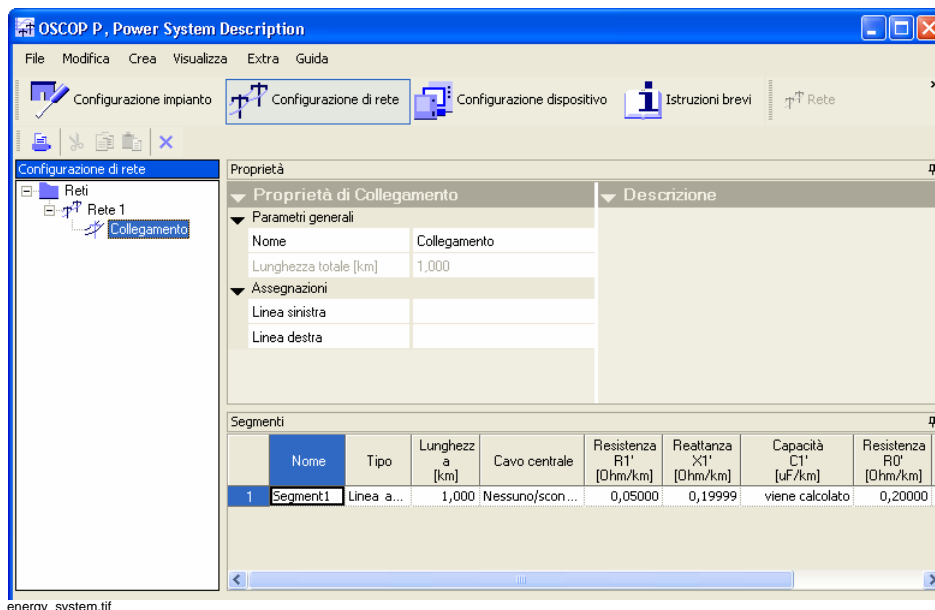 OSCOP P, Power System Description
File Modifica Crea Visualizza Extra Guida
Configurazione impianto Configurazione di rete Configurazione dispositivo Istruzioni brevi Rete
Configurazione di rete
Reti
Rete 1
Collegamento
Proprietà
Proprietà di Collegamento Descrizione
Parametri generali
Nome Collegamento
Lunghezza totale [km] 1,000
Assegnazioni
Linea sinistra
Linea destra
Segmenti
Nome Tipo Lunghezz a [km] Cavo centrale Resistenza R1' [Ohm/km] Reattanza X1' [Ohm/km] Capacità C1' [uF/km] Resistenza R0' [Ohm/km]
1 Segment1 Linea a... 1,000 Nessuno/scon... 0,05000 0,19999 viene calcolato 0,20000
energy_system.tif